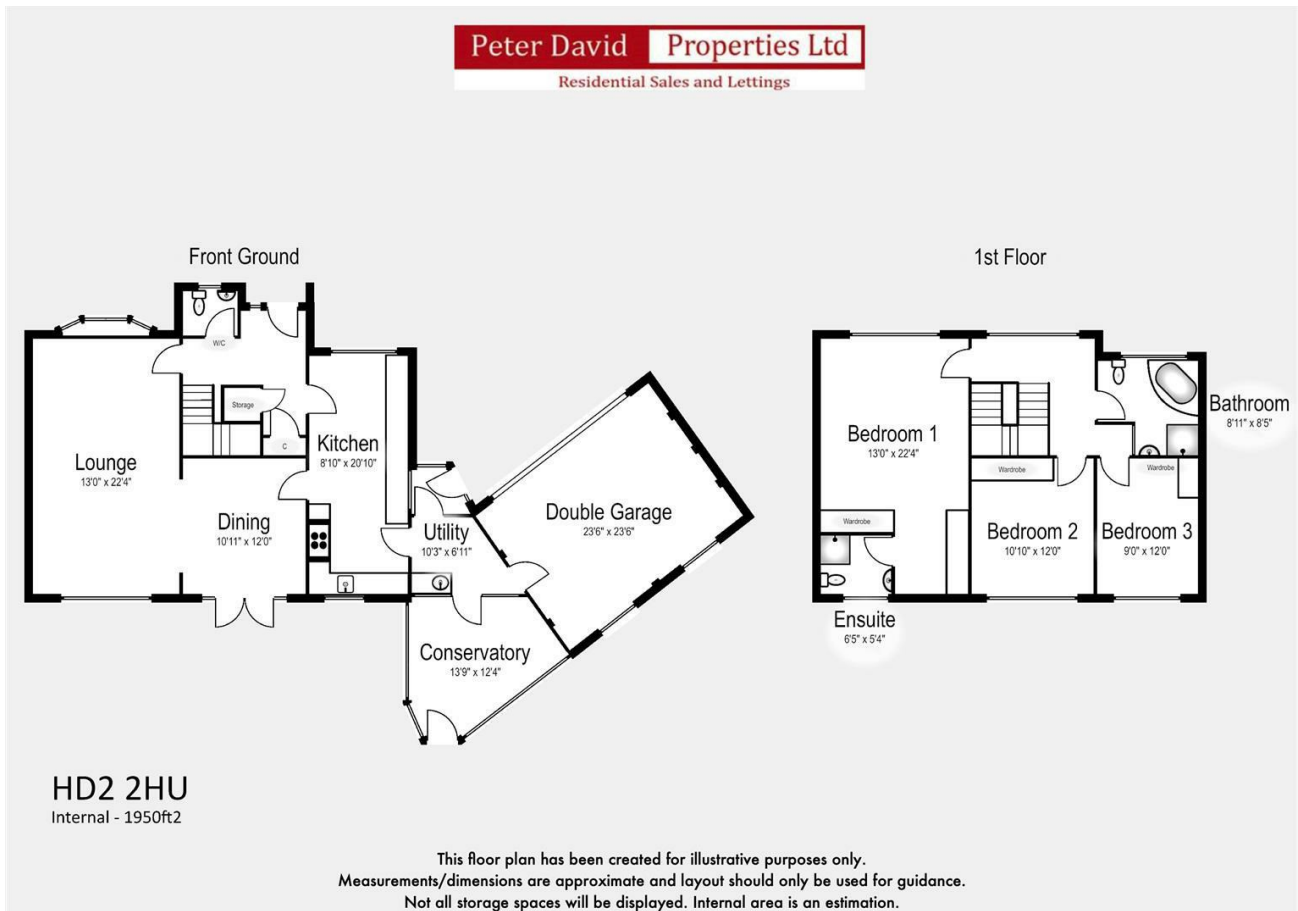 Peter David Properties Ltd
Residential Sales and Lettings
Front Ground
1st Floor
W/C
Storage
C
Lounge
13'0" x 22'4"
Dining
10'11" x 12'0"
Kitchen
8'10" x 20'10"
Utility
10'3" x 6'11"
Conservatory
13'9" x 12'4"
Double Garage
23'6" x 23'6"
Bedroom 1
13'0" x 22'4"
Wardrobe
Ensuite
6'5" x 5'4"
Wardrobe
Bedroom 2
10'10" x 12'0"
Wardrobe
Bedroom 3
9'0" x 12'0"
Bathroom
8'11" x 8'5"
HD2 2HU
Internal - 1950ft2
This floor plan has been created for illustrative purposes only.
Measurements/dimensions are approximate and layout should only be used for guidance.
Not all storage spaces will be displayed. Internal area is an estimation.